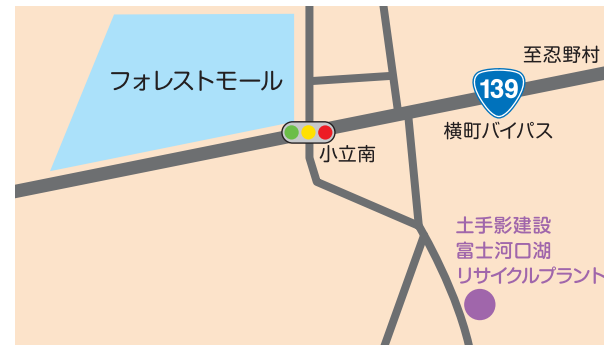 至忍野村
フォレストモール
139
横町バイパス
小立南
土手影建設
富士河口湖
リサイクルプラント